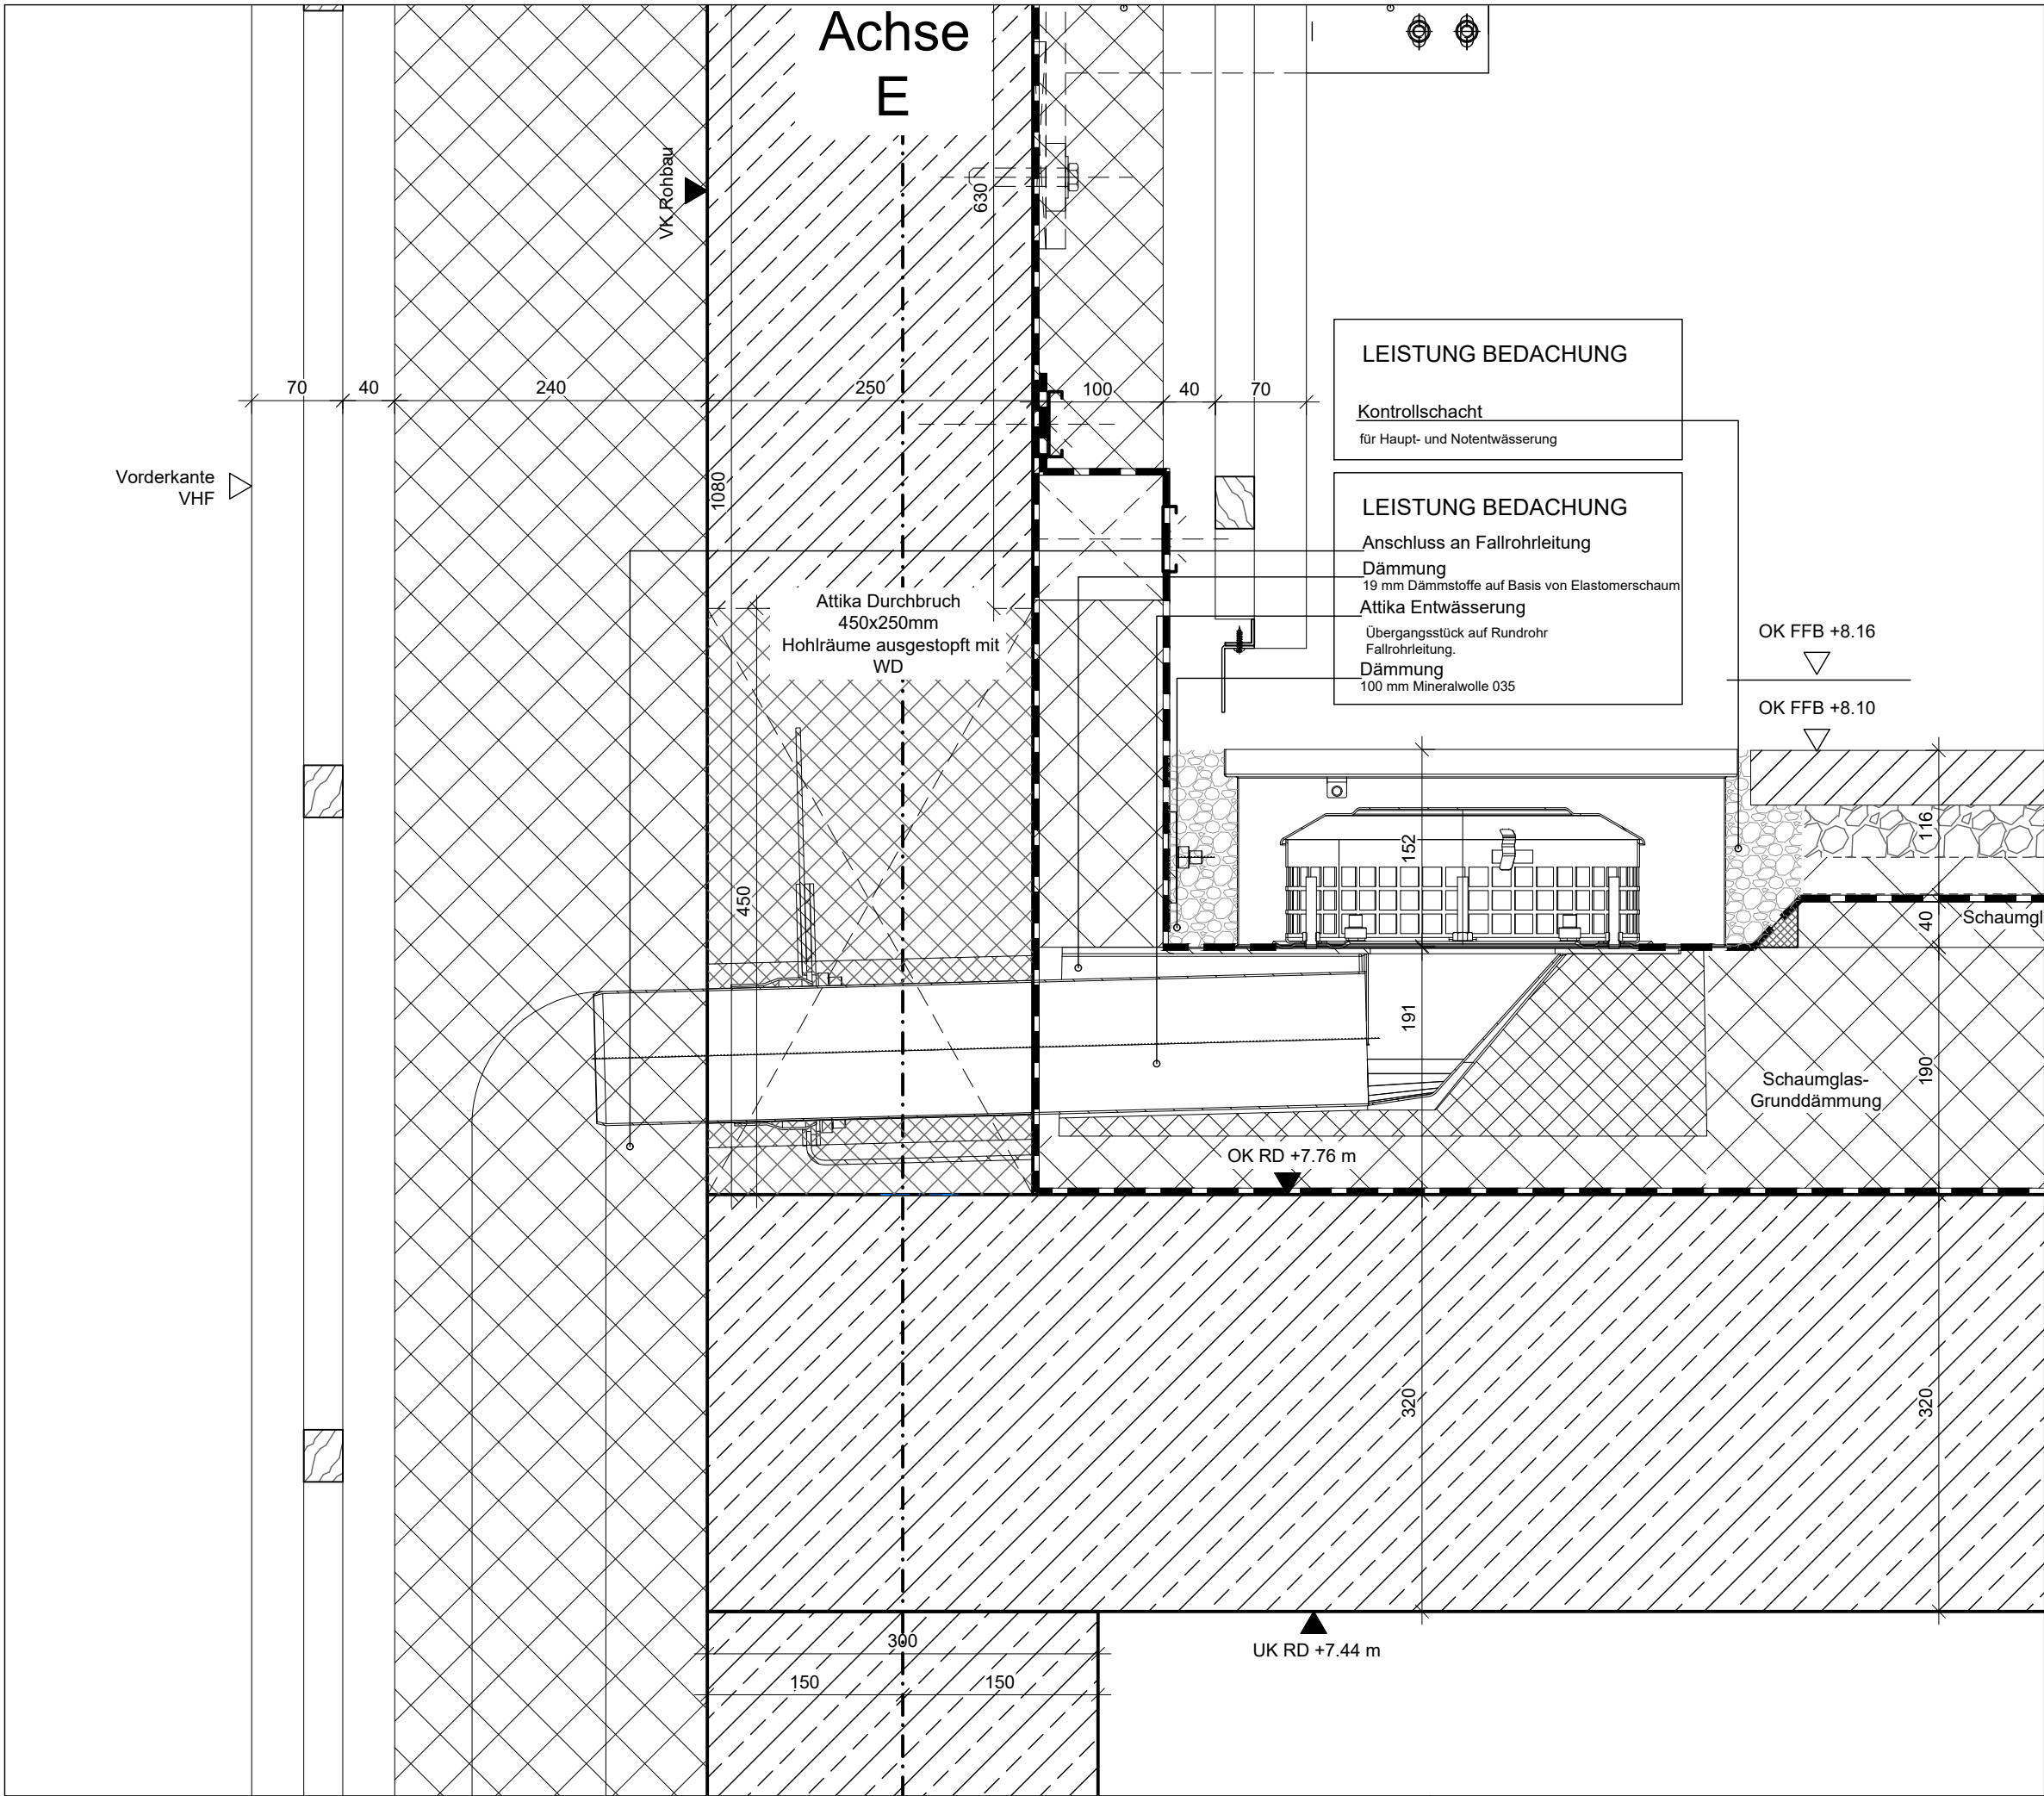 Achse
E
VK Rohbau
630
70
40
240
250
100
40
70
Vorderkante
VHF
1080
LEISTUNG BEDACHUNG
Kontrollschacht
für Haupt- und Notentwässerung
LEISTUNG BEDACHUNG
Anschluss an Fallrohrleitung
Dämmung
19 mm Dämmstoffe auf Basis von Elastomerschaum
Attika Entwässerung
Übergangsstück auf Rundrohr
Fallrohrleitung.
Dämmung
100 mm Mineralwolle 035
Attika Durchbruch
450x250mm
Hohlräume ausgestopft mit
WD
OK FFB +8.16
OK FFB +8.10
450
152
116
40
Schaumgl
191
190
Schaumglas-
Grunddämmung
OK RD +7.76 m
320
320
UK RD +7.44 m
300
150
150